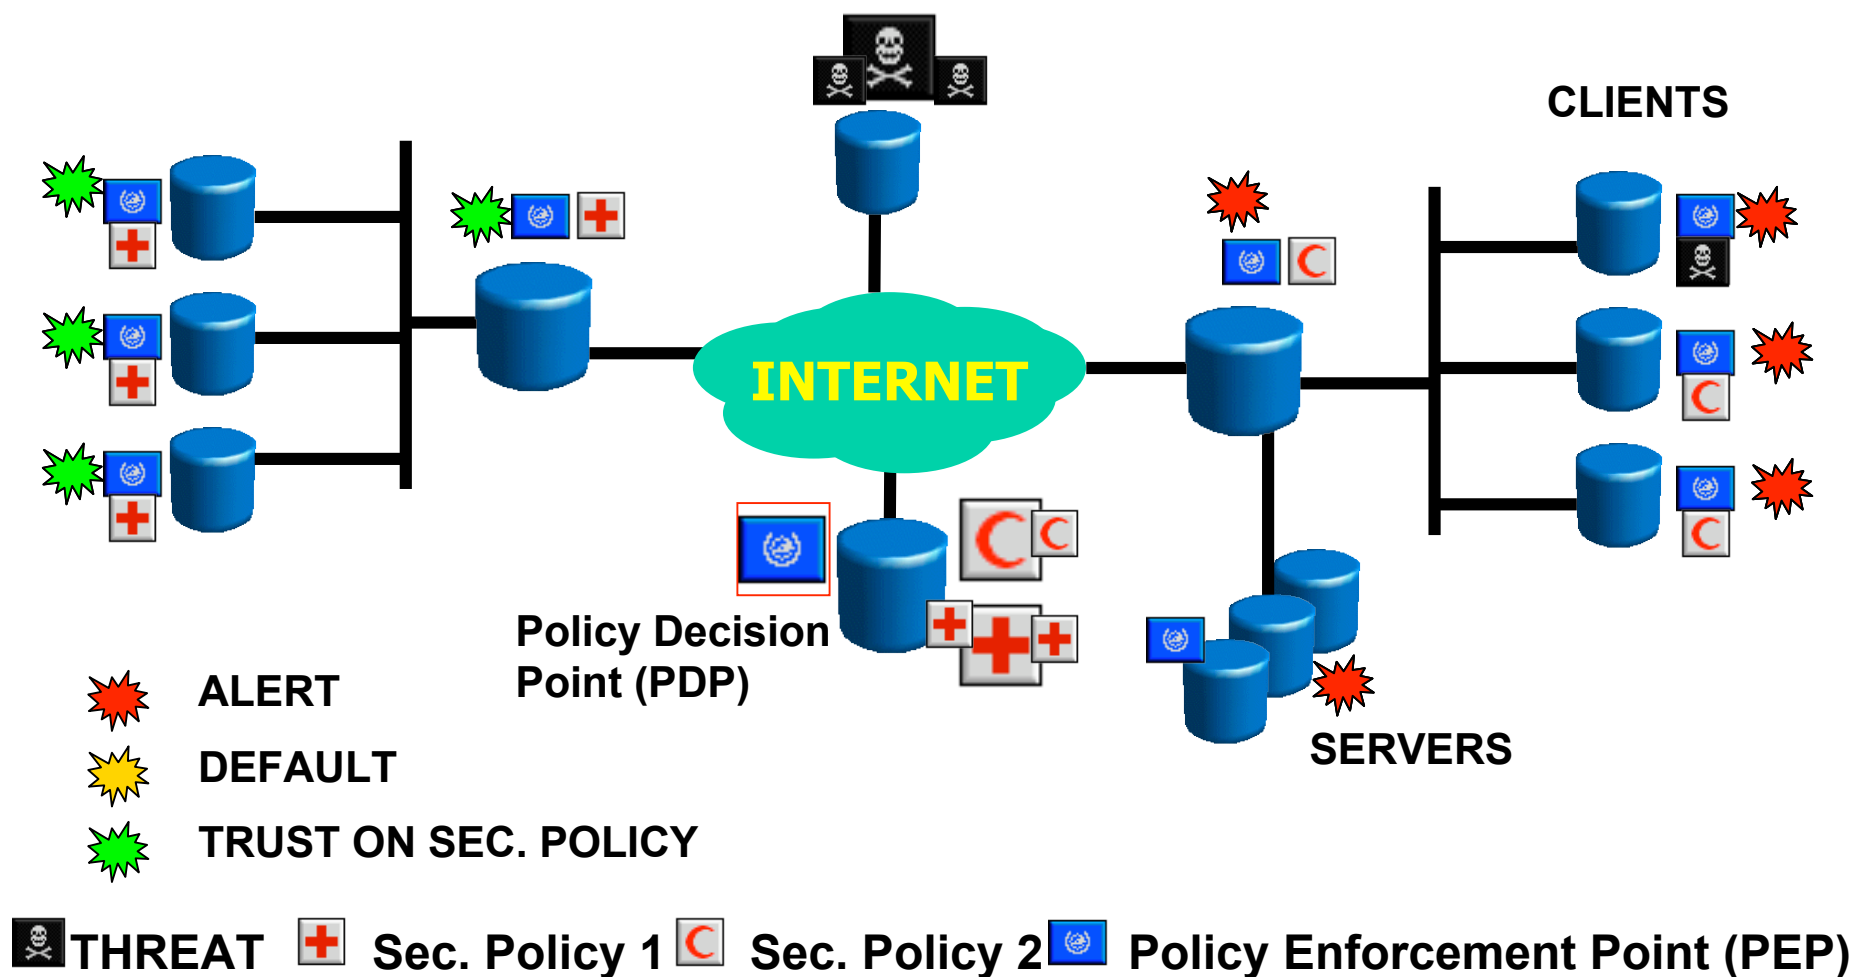 CLIENTS
INTERNET
Policy Decision
Point (PDP)
SERVERS
ALERT
DEFAULT
TRUST ON SEC. POLICY
THREAT
Sec. Policy 1
Sec. Policy 2
Policy Enforcement Point (PEP)